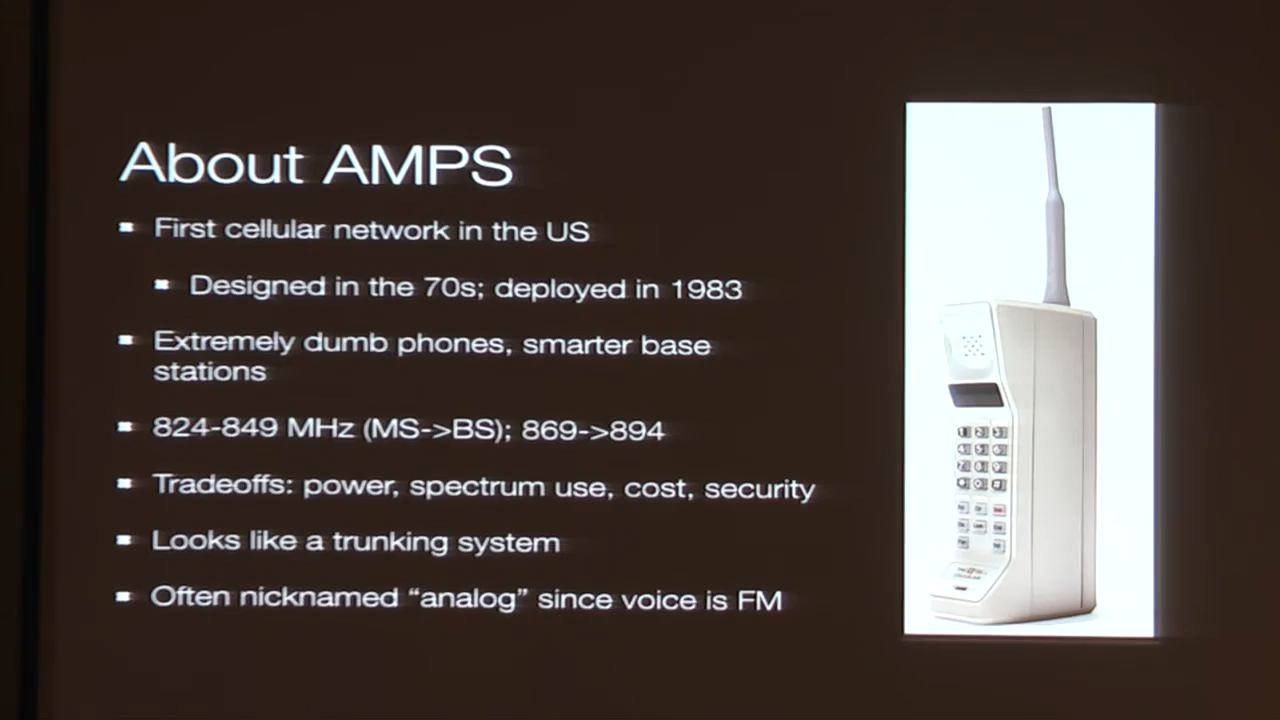 About AMPS
First cellular network in the US
Designed in the 70s; deployed in 1983
Extremely dumb phones, smarter base
stations
824-849 MHz (MS->BS); 869->894
Tradeoffs: power, spectrum use, cost, security
Looks like a trunking system
Often nicknamed “analog” since voice is FM